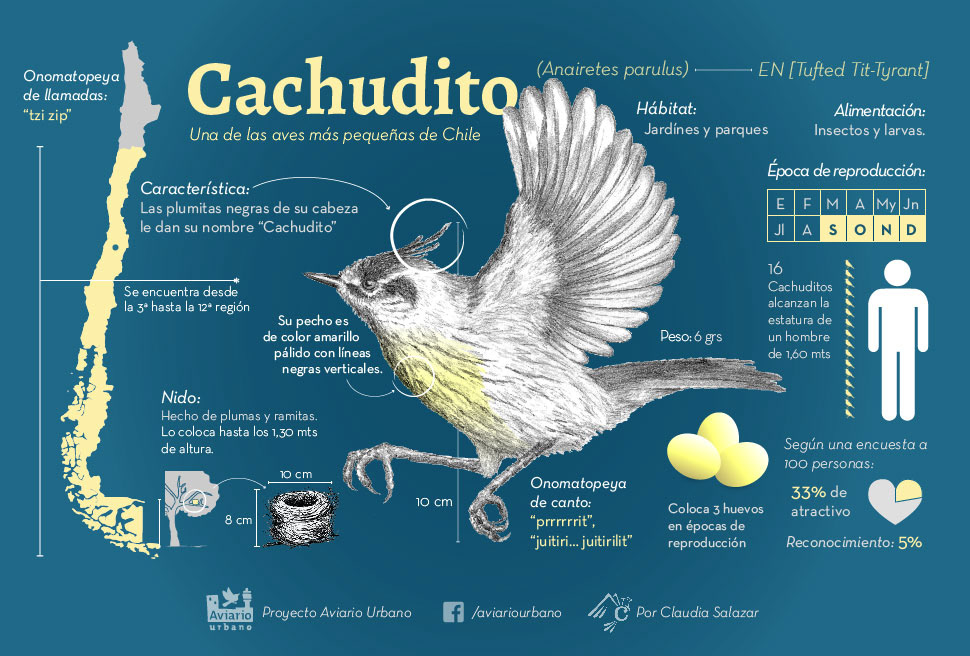 Onomatopeya
de llamadas:
“tzi zip”
Cachudito
Una de las aves más pequeñas de Chile
(Anairetes parulus)
EN [Tufted Tit-Tyrant]
Hábitat:
Jardínes y parques
Alimentación:
Insectos y larvas.
Época de reproducción:
E F M A My Jn
Jl A S O N D
Característica:
Las plumitas negras de su cabeza
le dan su nombre “Cachudito”
Se encuentra desde
la 3ª hasta la 12ª región
Su pecho es
de color amarillo
pálido con líneas
negras verticales.
16
Cachuditos
alcanzan la
estatura de
un hombre
de 1,60 mts
Peso: 6 grs
Nido:
Hecho de plumas y ramitas.
Lo coloca hasta los 1,30 mts
de altura.
10 cm
8 cm
10 cm
Onomatopeya
de canto:
“prrrrrrit”,
“juitiri... juitirilit”
Coloca 3 huevos
en épocas de
reproducción
Según una encuesta a
100 personas:
33% de
atractivo
Reconocimiento: 5%
Aviario
urbano
Proyecto Aviario Urbano
/aviariourbano
Por Claudia Salazar